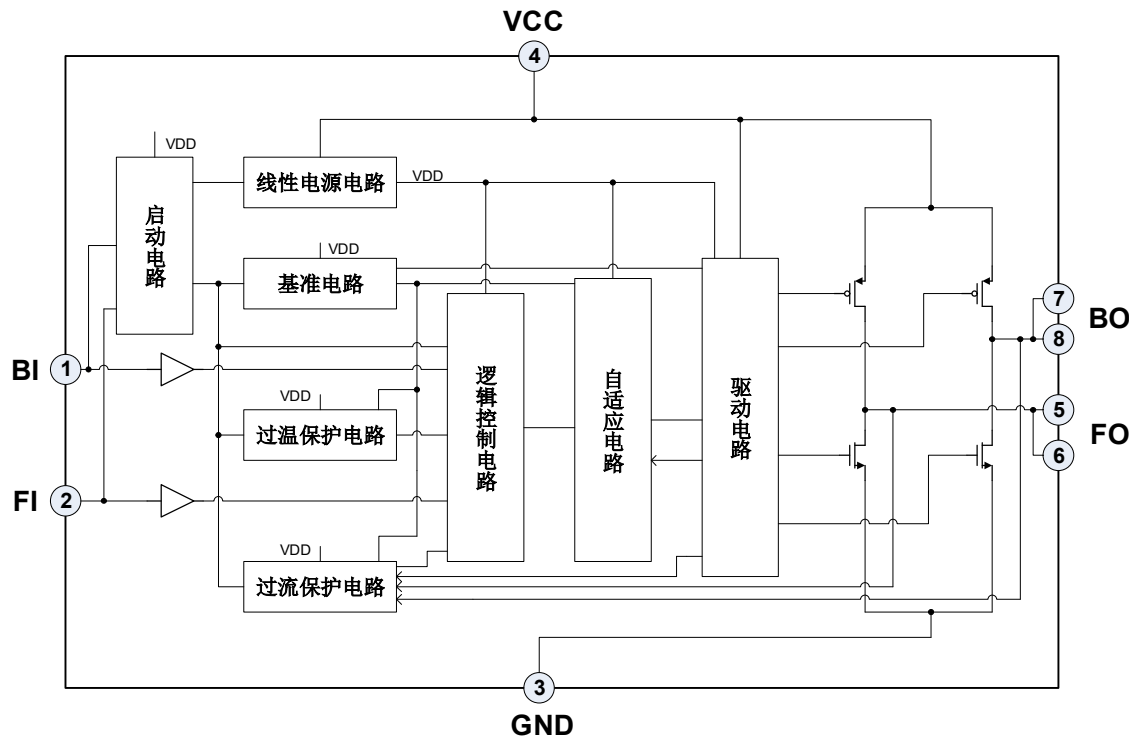 VCC
4
VDD
线性电源电路
VDD
启动电路
VDD
基准电路
7
BO
8
BI
1
逻辑控制电路
自适应电路
驱动电路
VDD
过温保护电路
5
FO
6
FI
2
VDD
过流保护电路
3
GND